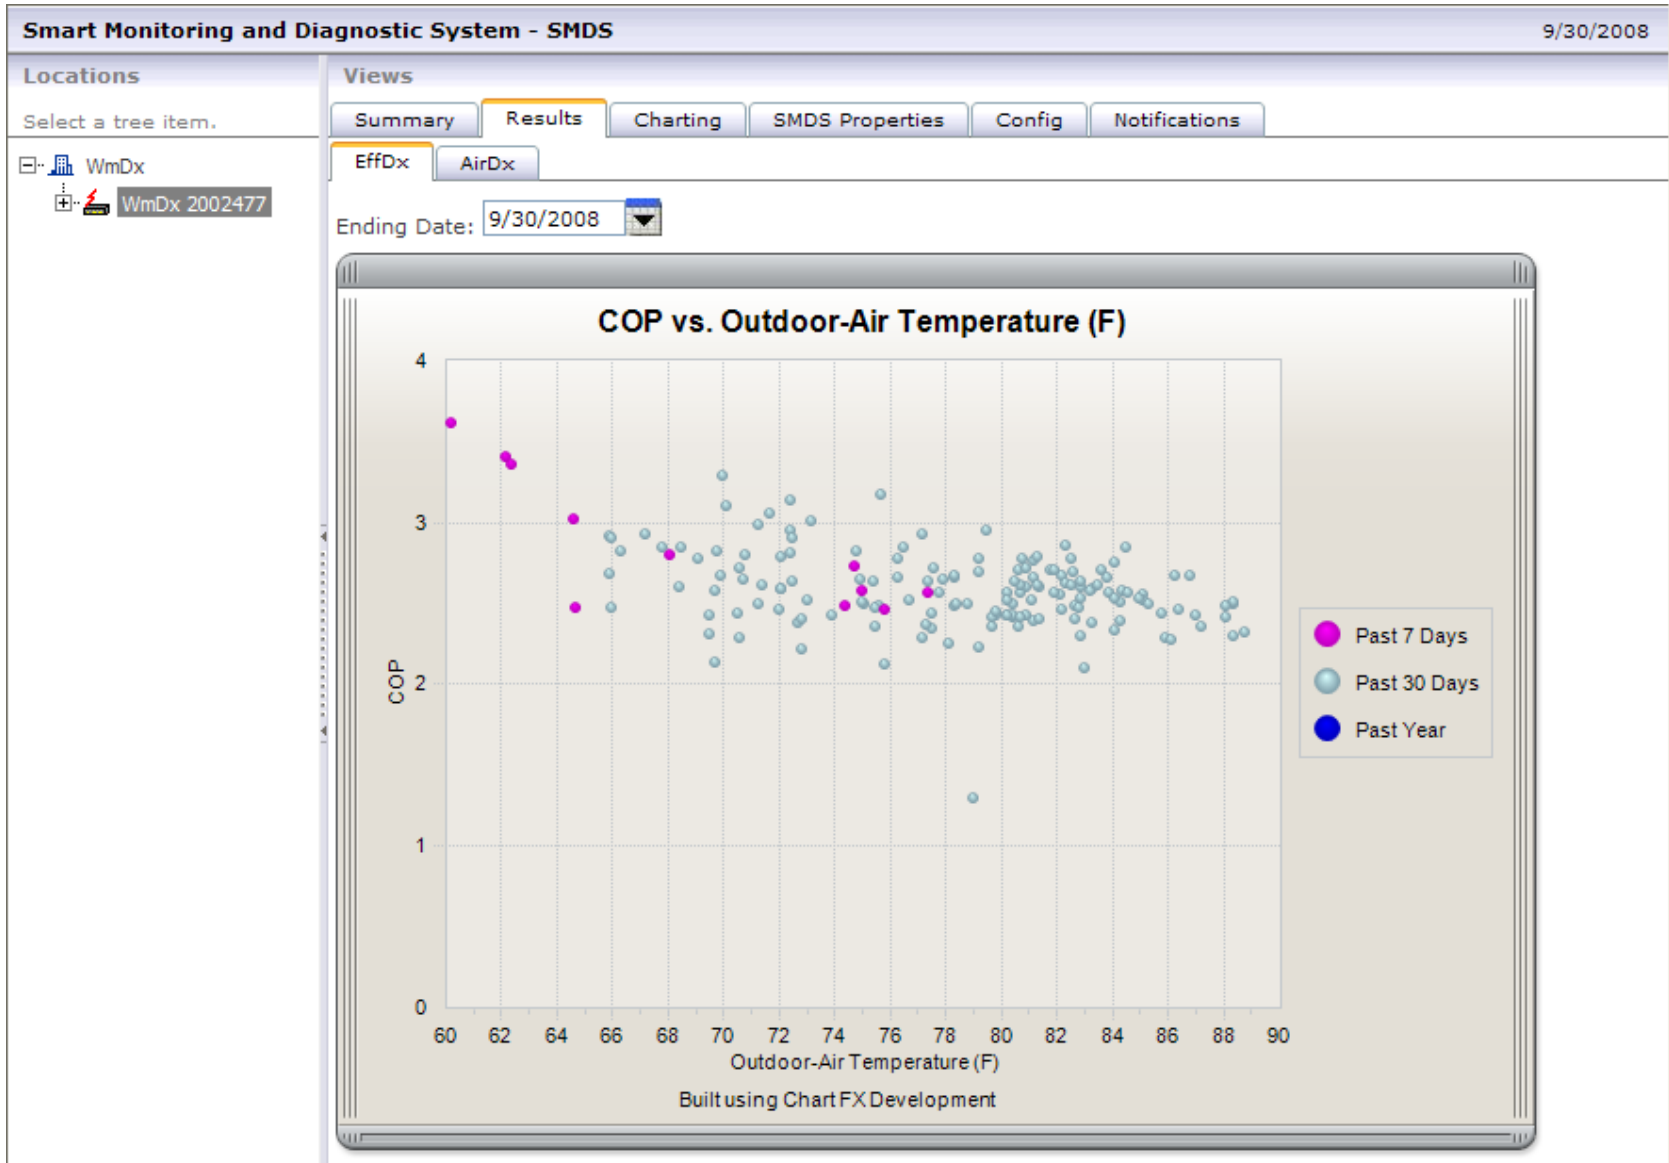 Smart Monitoring and Diagnostic System - SMDS
9/30/2008
Locations
Views
Select a tree item.
Summary
Results
Charting
SMDS Properties
Config
Notifications
EffDx
AirDx
WmDx
WmDx 2002477
Ending Date:
9/30/2008
COP vs. Outdoor-Air Temperature (F)
4
3
2
1
0
COP
60
62
64
66
68
70
72
74
76
78
80
82
84
86
88
90
Outdoor-Air Temperature (F)
Built using Chart FX Development
Past 7 Days
Past 30 Days
Past Year